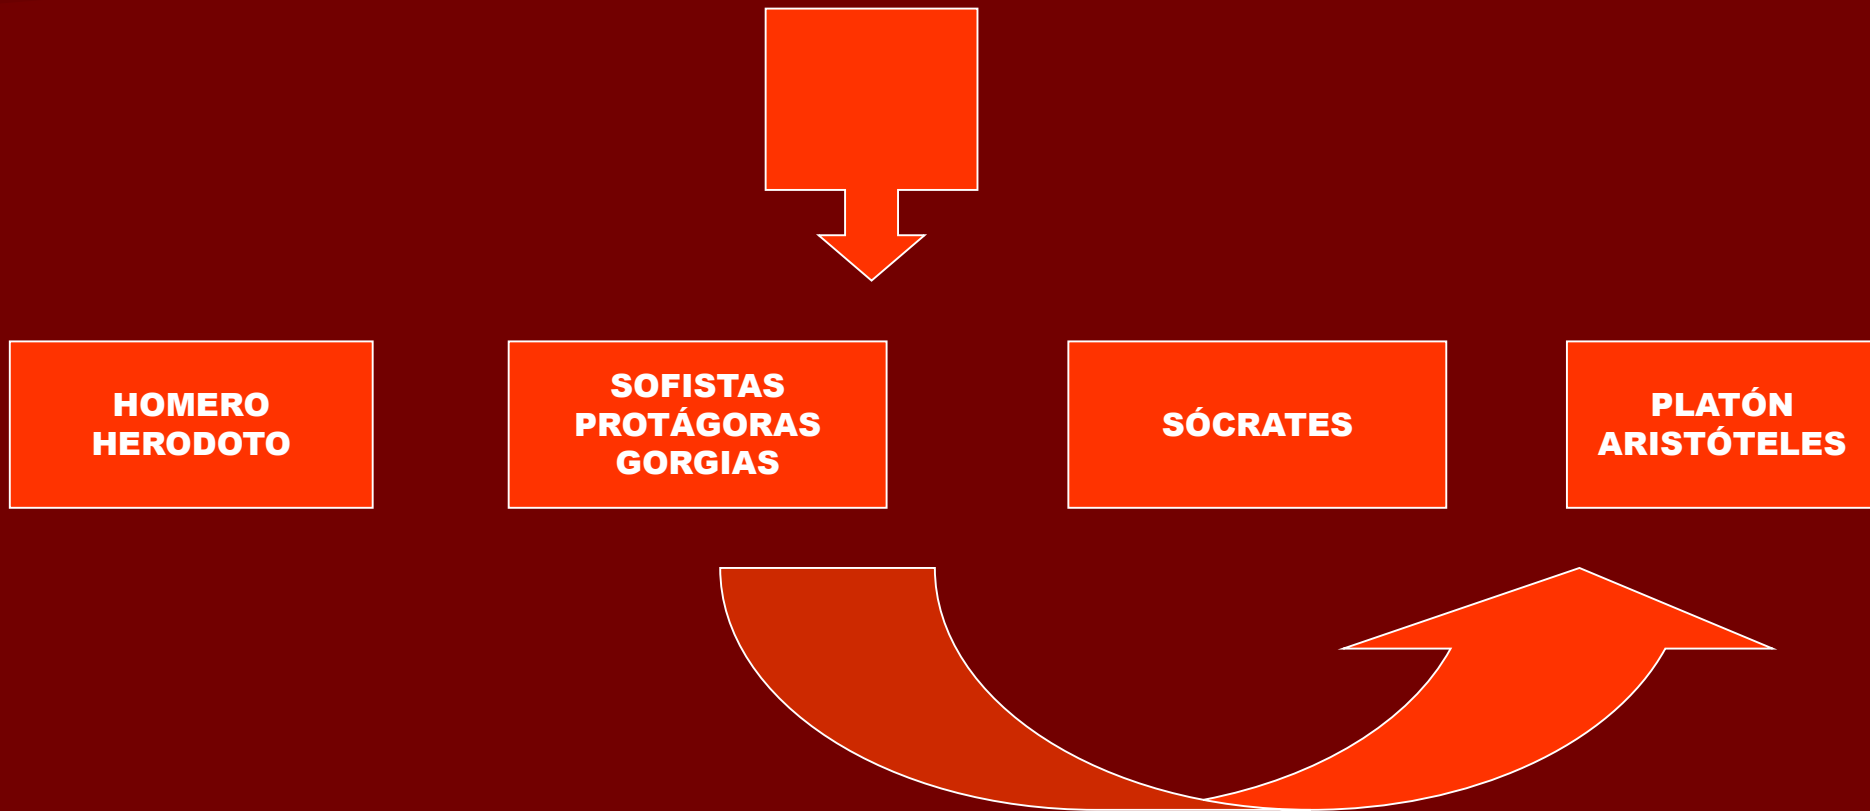 HOMERO
HERODOTO
SOFISTAS
PROTÁGORAS
GORGIAS
SÓCRATES
PLATÓN
ARISTÓTELES